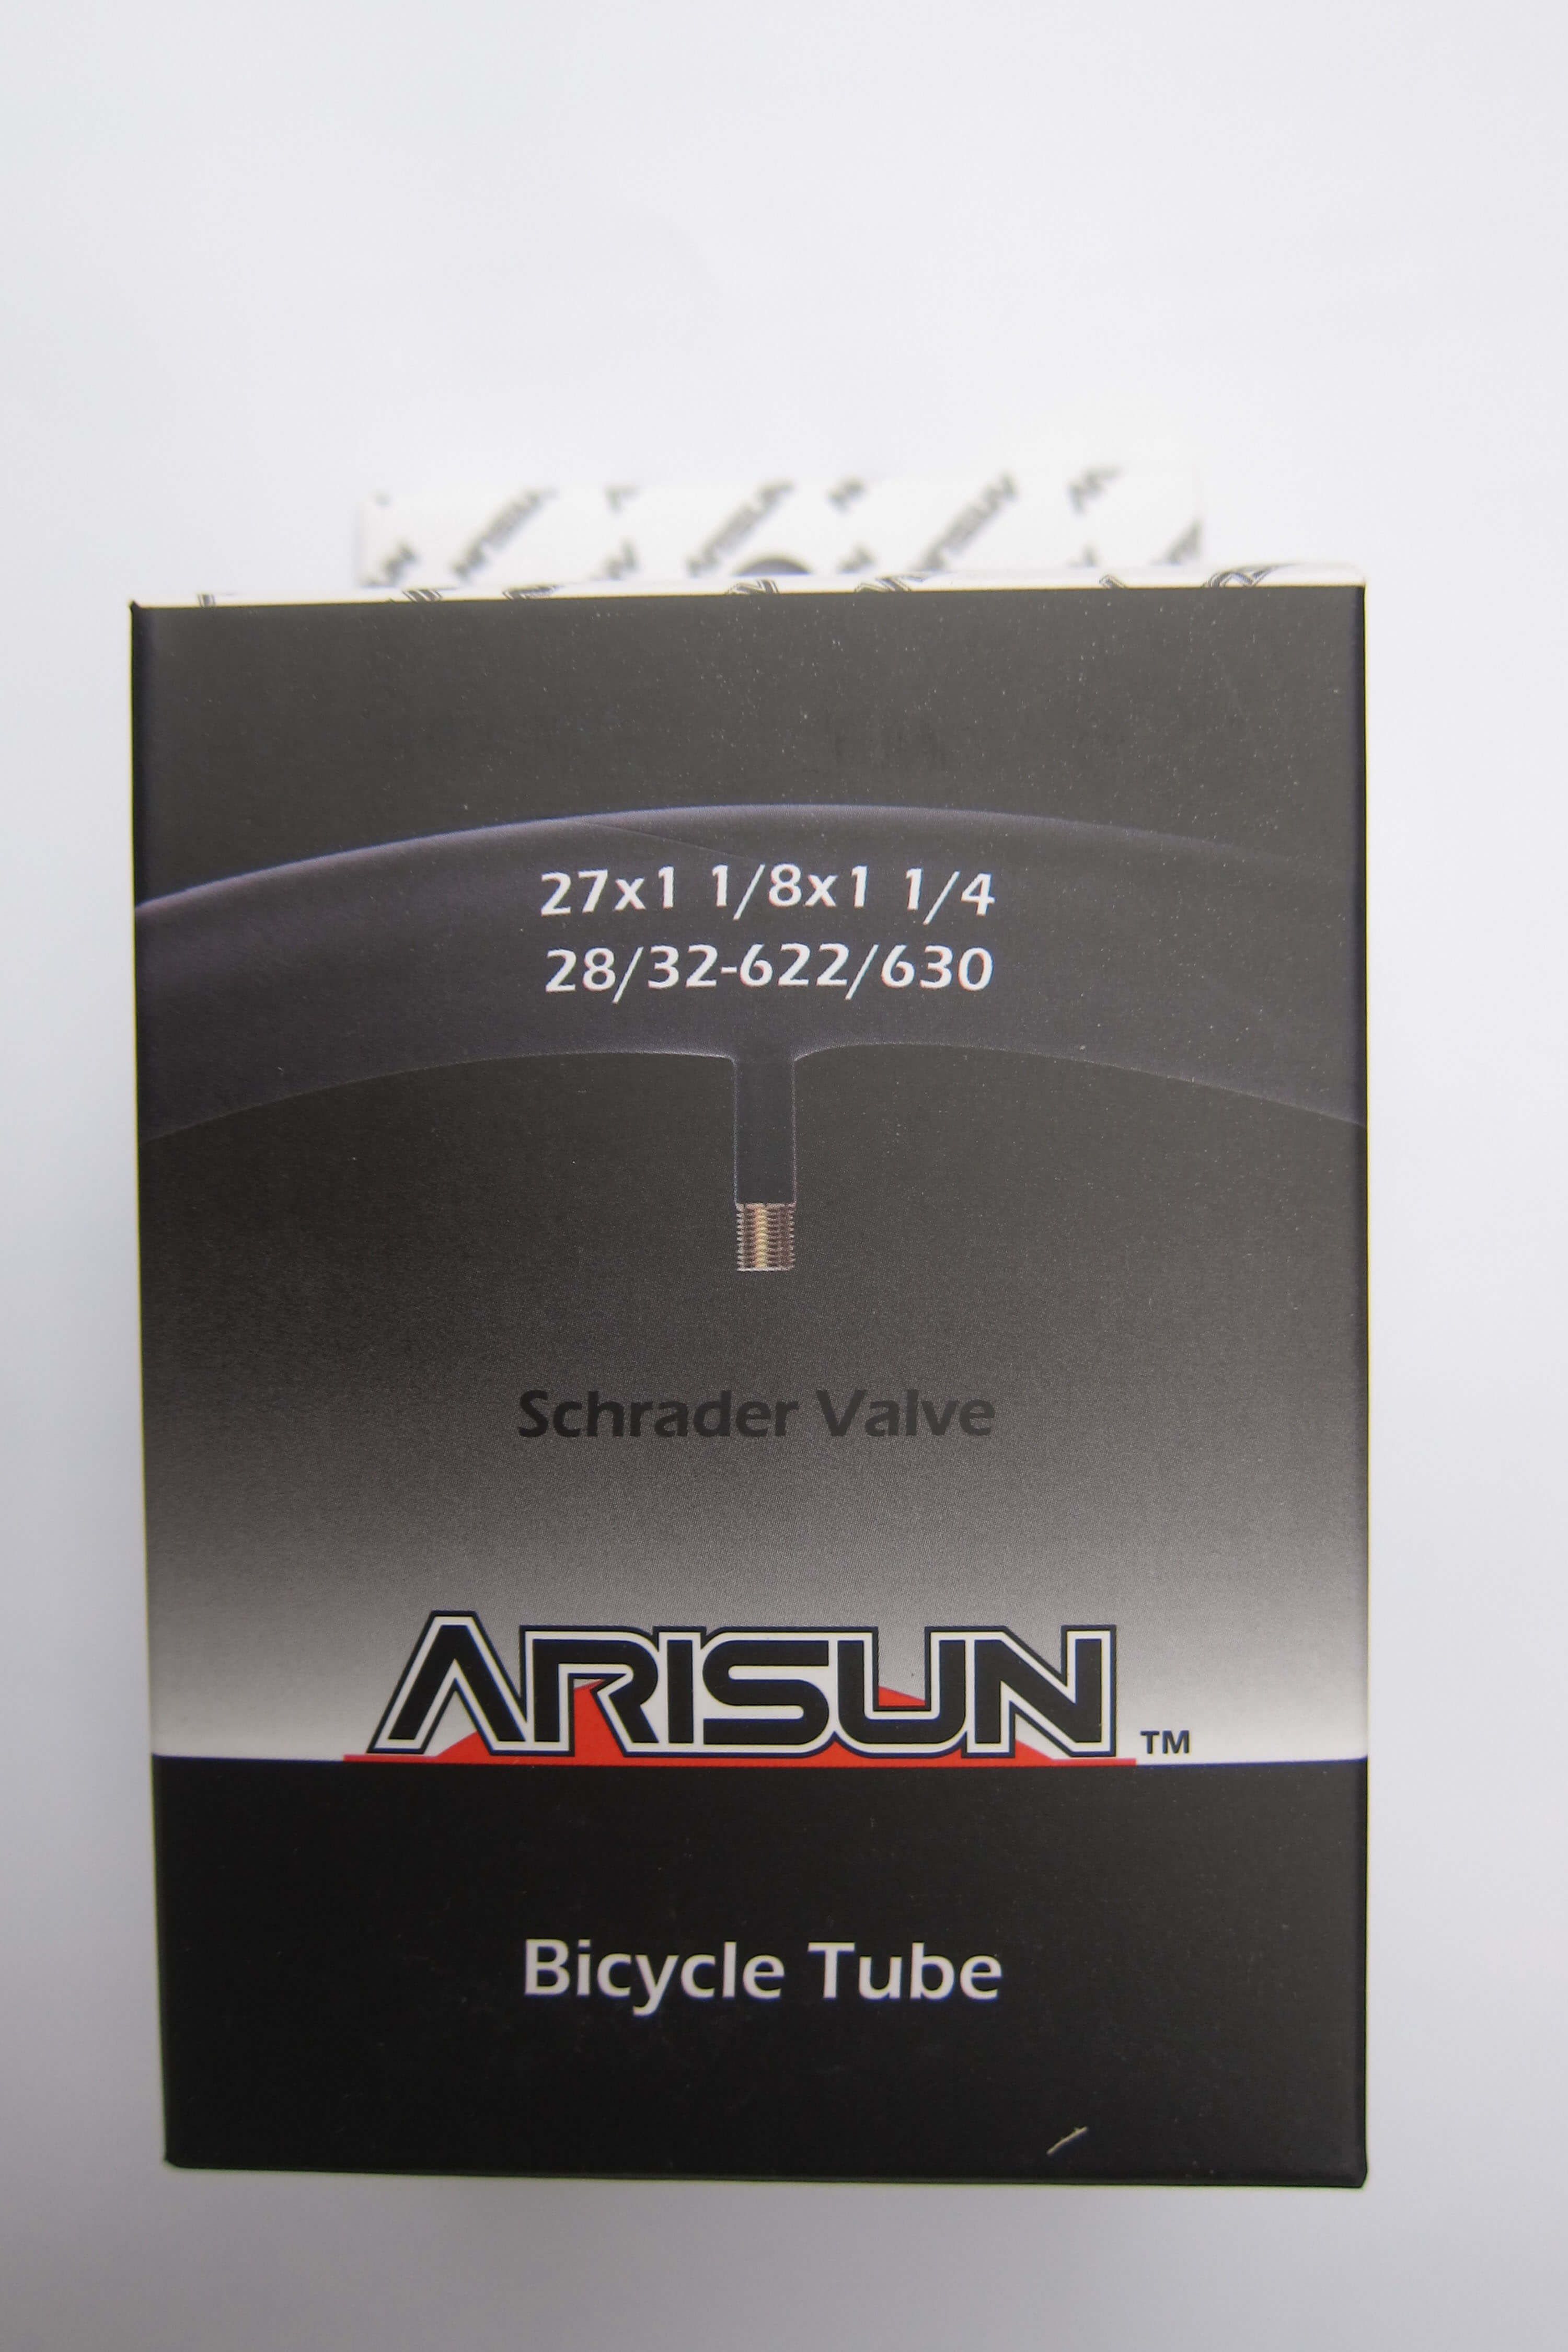 27x1 1/8x1 1/4
28/32-622/630
Schrader Valve
ARISUN TM
Bicycle Tube